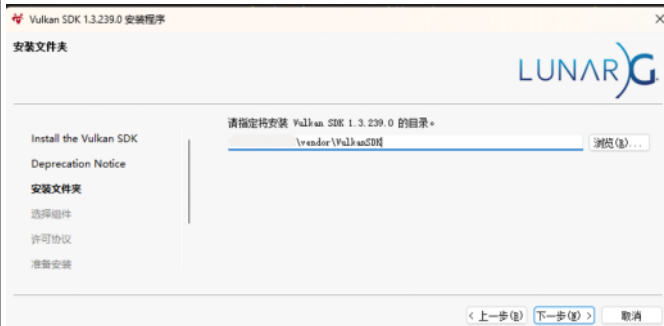 Vulkan SDK 1.3.239.0 安装程序
安装文件夹
LUNARG
请指定将安装 Vulkan SDK 1.3.239.0 的目录。
\vendor\VulkanSDK
浏览(R)...
Install the Vulkan SDK
Deprecation Notice
安装文件夹
选择组件
许可协议
准备安装
< 上一步(B)
下一步(N) >
取消